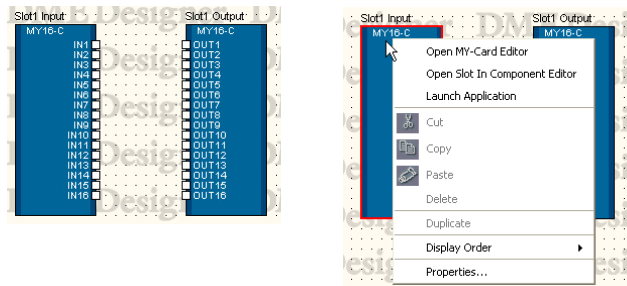 Slot1 Input
MY16-C
IN1
IN2
IN3
IN4
IN5
IN6
IN7
IN8
IN9
IN10
IN11
IN12
IN13
IN14
IN15
IN16
Slot1 Output
MY16-C
OUT1
OUT2
OUT3
OUT4
OUT5
OUT6
OUT7
OUT8
OUT9
OUT10
OUT11
OUT12
OUT13
OUT14
OUT15
OUT16
Slot1 Input
MY16-C
Slot1 Output
MY16-C
Open MY-Card Editor
Open Slot In Component Editor
Launch Application
Cut
Copy
Paste
Delete
Duplicate
Display Order
Properties...